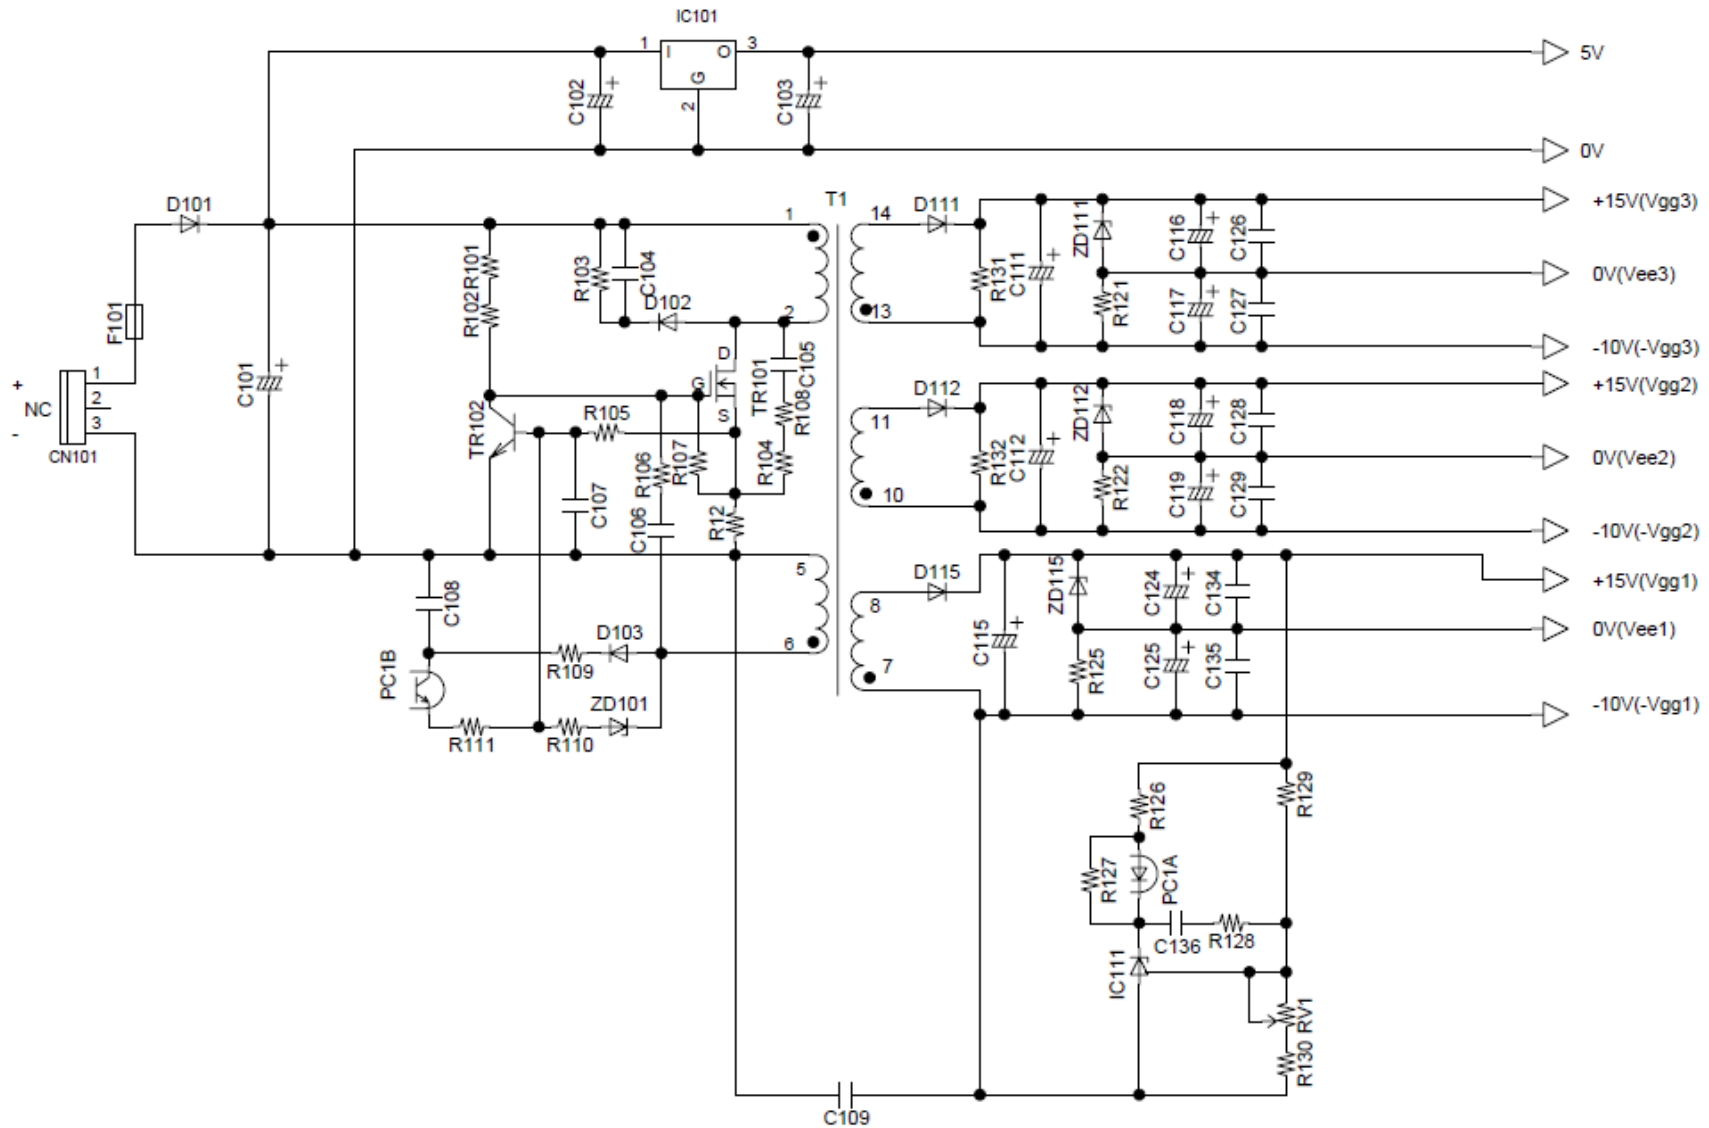 IC101
1
I
O
3
G
2
C102
+
C103
+
5V
0V
D101
T1
1
14
D111
+15V(Vgg3)
R101
R102
R103
C104
D102
2
13
R131
C111
+
ZD111
R121
C116
+
C117
+
C126
C127
0V(Vee3)
-10V(-Vgg3)
F101
C101
+
+
NC
-
1
2
3
CN101
D
G
S
TR101
C105
R108
R104
TR102
R105
R106
R107
C107
C106
R12
11
10
D112
R132
C112
+
ZD112
R122
C118
+
C119
+
C128
C129
+15V(Vgg2)
0V(Vee2)
-10V(-Vgg2)
5
6
8
7
D115
C115
+
ZD115
R125
C124
+
C125
+
C134
C135
+15V(Vgg1)
0V(Vee1)
-10V(-Vgg1)
C108
D103
R109
PC1B
ZD101
R111
R110
R126
R129
R127
PC1A
C136
R128
IC111
RV1
R130
C109